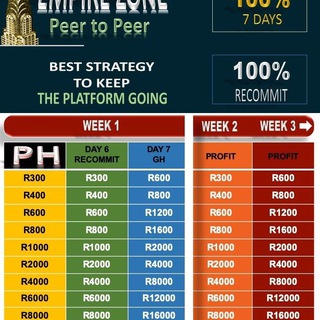 EMPIRE ZONE
Peer to Peer
100%
7 DAYS
BEST STRATEGY
TO KEEP
THE PLATFORM GOING
100%
RECOMMIT
WEEK 1
WEEK 2
WEEK 3
PH
DAY 6 RECOMMIT
DAY 7 GH
PROFIT
PROFIT
R300 R300 R600 R300 R600
R400 R400 R800 R400 R800
R600 R600 R1200 R600 R1200
R800 R800 R1600 R800 R1600
R1000 R1000 R2000 R1000 R2000
R2000 R2000 R4000 R2000 R4000
R4000 R4000 R8000 R4000 R8000
R6000 R6000 R12000 R6000 R12000
R8000 R8000 R16000 R8000 R16000